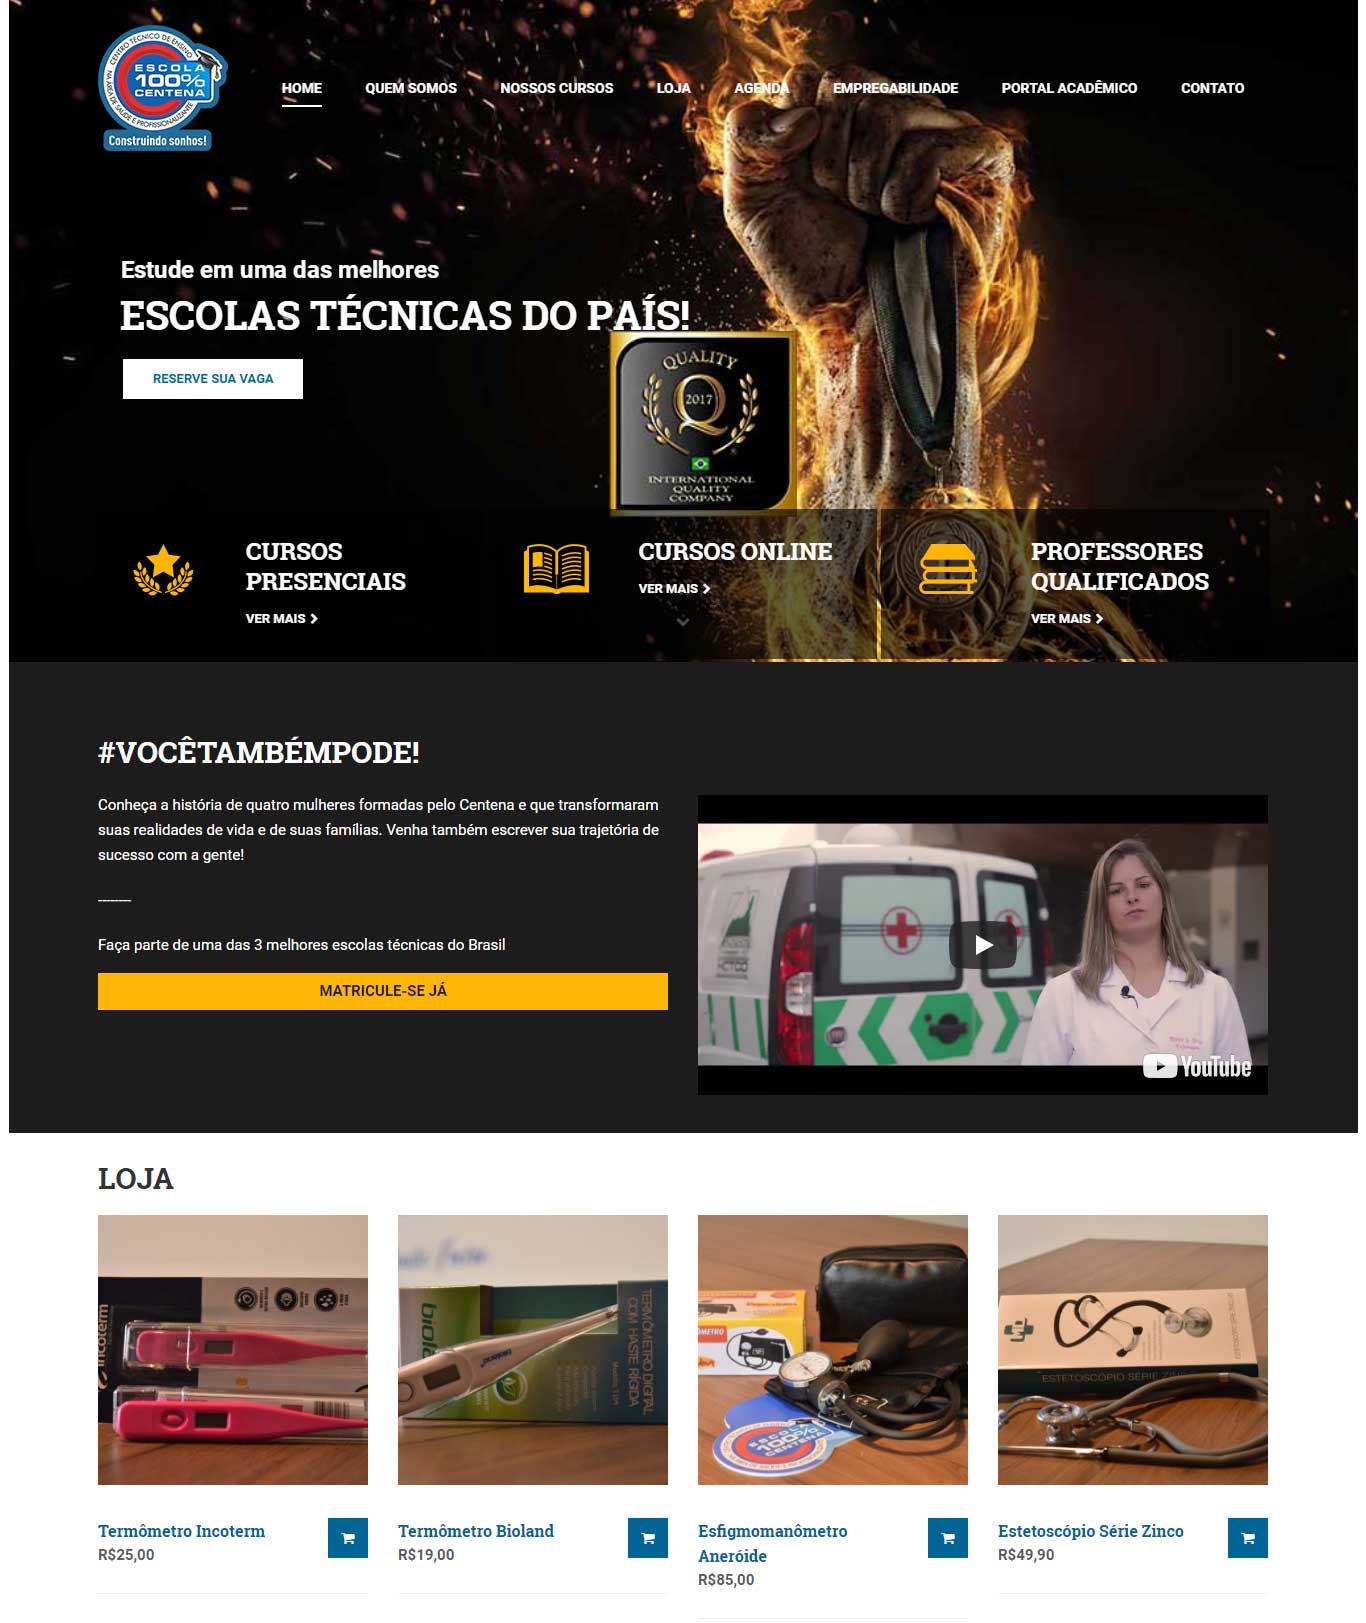 CENTRO TÉCNICO DE ENSINO
ESCOLA
100%
CENTENA
NA ÁREA DE SAÚDE E PROFISSIONALIZANTE
Construindo sonhos!
HOME
QUEM SOMOS
NOSSOS CURSOS
LOJA
AGENDA
EMPREGABILIDADE
PORTAL ACADÊMICO
CONTATO
Estude em uma das melhores
ESCOLAS TÉCNICAS DO PAÍS!
RESERVE SUA VAGA
QUALITY
Q
2017
INTERNATIONAL
QUALITY
COMPANY
CURSOS
PRESENCIAIS
VER MAIS
CURSOS ONLINE
VER MAIS
PROFESSORES
QUALIFICADOS
VER MAIS
#VOCÊTAMBÉMPODE!
Conheça a história de quatro mulheres formadas pelo Centena e que transformaram
suas realidades de vida e de suas famílias. Venha também escrever sua trajetória de
sucesso com a gente!
--------
Faça parte de uma das 3 melhores escolas técnicas do Brasil
MATRICULE-SE JÁ
YouTube
LOJA
incoterm
Bioland
TERMÔMETRO DIGITAL
COM HASTE RÍGIDA
ESCOLA
100%
CENTENA
ESTETOSCÓPIO SÉRIE
Termômetro Incoterm
R$25,00
Termômetro Bioland
R$19,00
Esfigmomanômetro
Aneróide
R$85,00
Estetoscópio Série Zinco
R$49,90